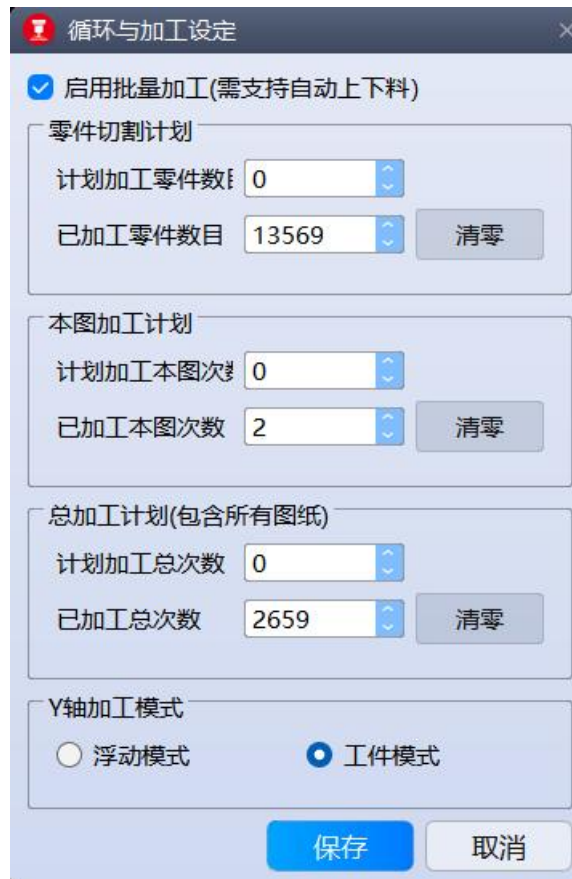 循环与加工设定
启用批量加工(需支持自动上下料)
零件切割计划
计划加工零件数
0
已加工零件数目
13569
清零
本图加工计划
计划加工本图次
0
已加工本图次数
2
清零
总加工计划(包含所有图纸)
计划加工总次数
0
已加工总次数
2659
清零
Y轴加工模式
浮动模式
工件模式
保存
取消